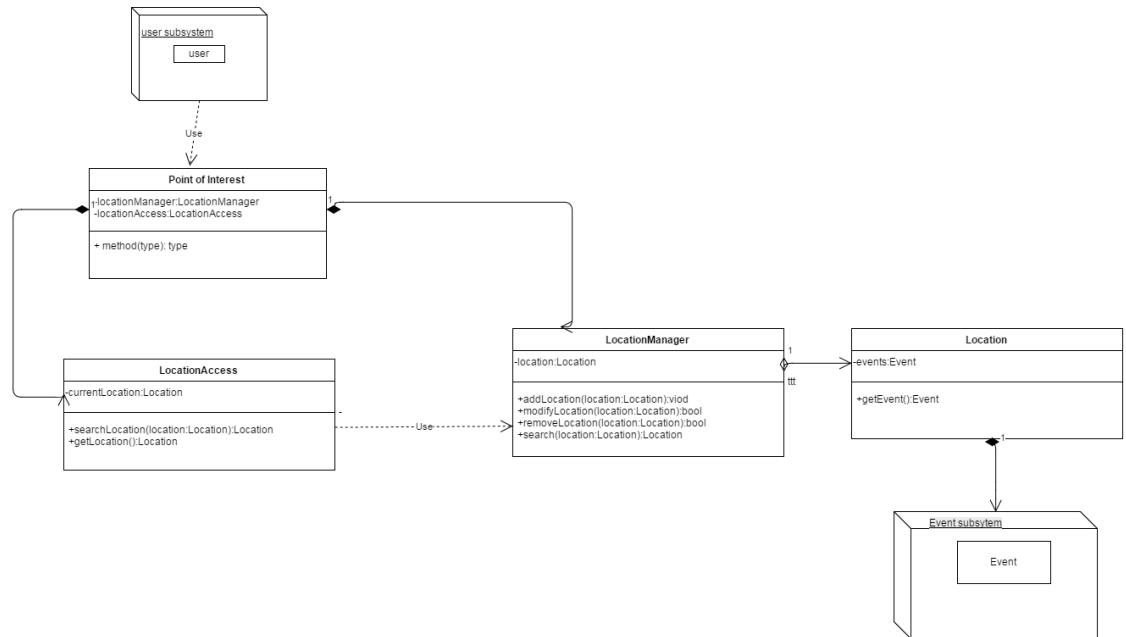 user subsystem
user
Use
Point of Interest
1
-locationManager:LocationManager
-locationAccess:LocationAccess
1
+ method(type): type
LocationAccess
-currentLocation:Location
-
+searchLocation(location:Location):Location
+getLocation():Location
Use
LocationManager
-location:Location
+addLocation(location:Location):viod
+modifyLocation(location:Location):bool
+removeLocation(location:Location):bool
+search(location:Location):Location
1
ttt
Location
-events:Event
+getEvent():Event
1
Event subsytem
Event